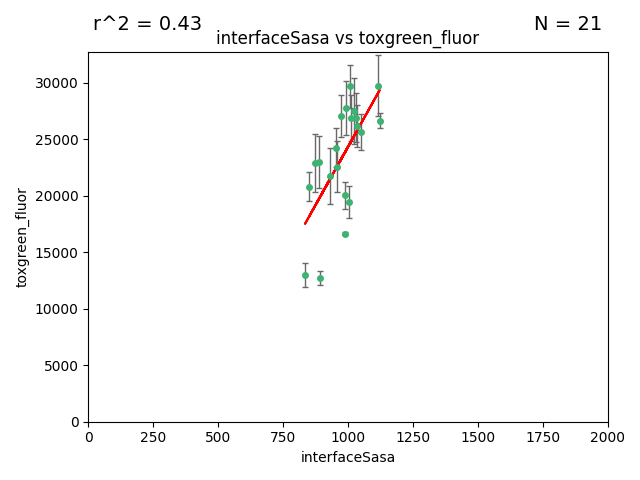 r^2 = 0.43
N = 21
interfaceSasa vs toxgreen_fluor
30000
25000
20000
15000
10000
5000
0
toxgreen_fluor
0 250 500 750 1000 1250 1500 1750 2000
interfaceSasa